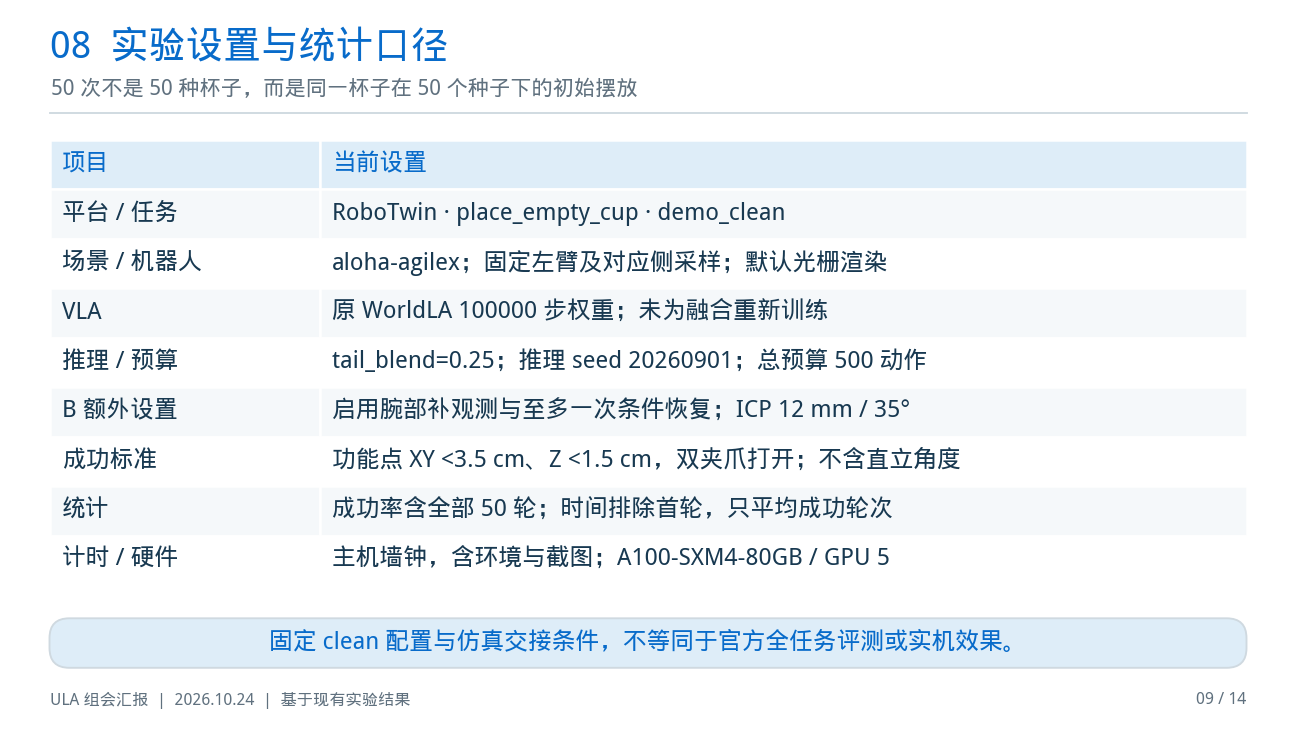 08 实验设置与统计口径
50 次不是 50 种杯子，而是同一杯子在 50 个种子下的初始摆放
项目 当前设置
平台 / 任务 RoboTwin · place_empty_cup · demo_clean
场景 / 机器人 aloha-agilex；固定左臂及对应侧采样；默认光栅渲染
VLA 原 WorldLA 100000 步权重；未为融合重新训练
推理 / 预算 tail_blend=0.25；推理 seed 20260901；总预算 500 动作
B 额外设置 启用腕部补观测与至多一次条件恢复；ICP 12 mm / 35°
成功标准 功能点 XY <3.5 cm、Z <1.5 cm，双夹爪打开；不含直立角度
统计 成功率含全部 50 轮；时间排除首轮，只平均成功轮次
计时 / 硬件 主机墙钟，含环境与截图；A100-SXM4-80GB / GPU 5
固定 clean 配置与仿真交接条件，不等同于官方全任务评测或实机效果。
ULA 组会汇报 | 2026.10.24 | 基于现有实验结果
09 / 14